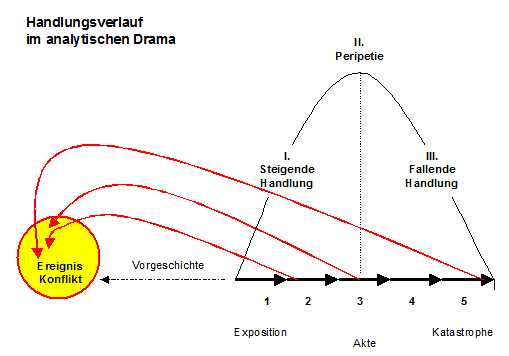 Handlungsverlauf
im analytischen Drama
II.
Peripetie
I.
Steigende
Handlung
III.
Fallende
Handlung
Ereignis
Konflikt
Vorgeschichte
1 2 3 4 5
Exposition
Akte
Katastrophe